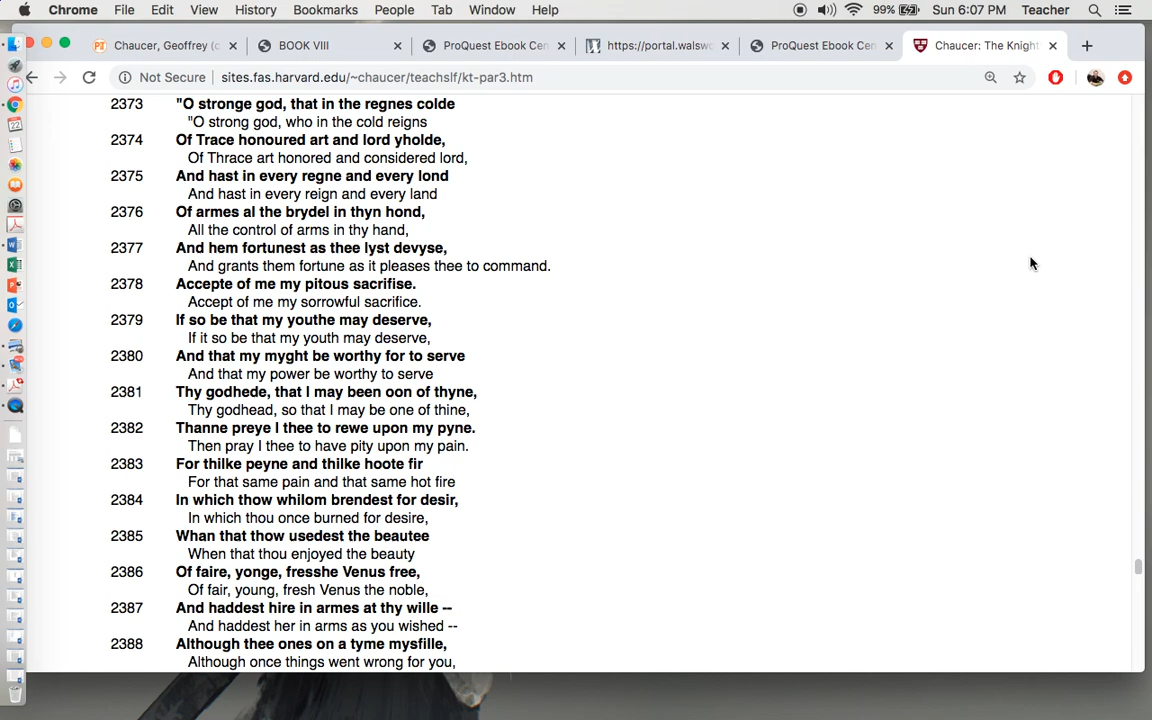 Chrome File Edit View History Bookmarks People Tab Window Help 99% Sun 6:07 PM Teacher
Chaucer, Geoffrey (c × BOOK VIII × ProQuest Ebook Cen × https://portal.walswo × ProQuest Ebook Cen × Chaucer: The Knight ×
Not Secure | sites.fas.harvard.edu/~chaucer/teachslf/kt-par3.htm
2373 "O stronge god, that in the regnes colde
"O strong god, who in the cold reigns
2374 Of Trace honoured art and lord yholde,
Of Thrace art honored and considered lord,
2375 And hast in every regne and every lond
And hast in every reign and every land
2376 Of armes al the brydel in thyn hond,
All the control of arms in thy hand,
2377 And hem fortunest as thee lyst devyse,
And grants them fortune as it pleases thee to command.
2378 Accepte of me my pitous sacrifise.
Accept of me my sorrowful sacrifice.
2379 If so be that my youthe may deserve,
If it so be that my youth may deserve,
2380 And that my myght be worthy for to serve
And that my power be worthy to serve
2381 Thy godhede, that I may been oon of thyne,
Thy godhead, so that I may be one of thine,
2382 Thanne preye I thee to rewe upon my pyne.
Then pray I thee to have pity upon my pain.
2383 For thilke peyne and thilke hoote fir
For that same pain and that same hot fire
2384 In which thow whilom brendest for desir,
In which thou once burned for desire,
2385 Whan that thow usedest the beautee
When that thou enjoyed the beauty
2386 Of faire, yonge, fresshe Venus free,
Of fair, young, fresh Venus the noble,
2387 And haddest hire in armes at thy wille --
And haddest her in arms as you wished --
2388 Although thee ones on a tyme mysfille,
Although once things went wrong for you,